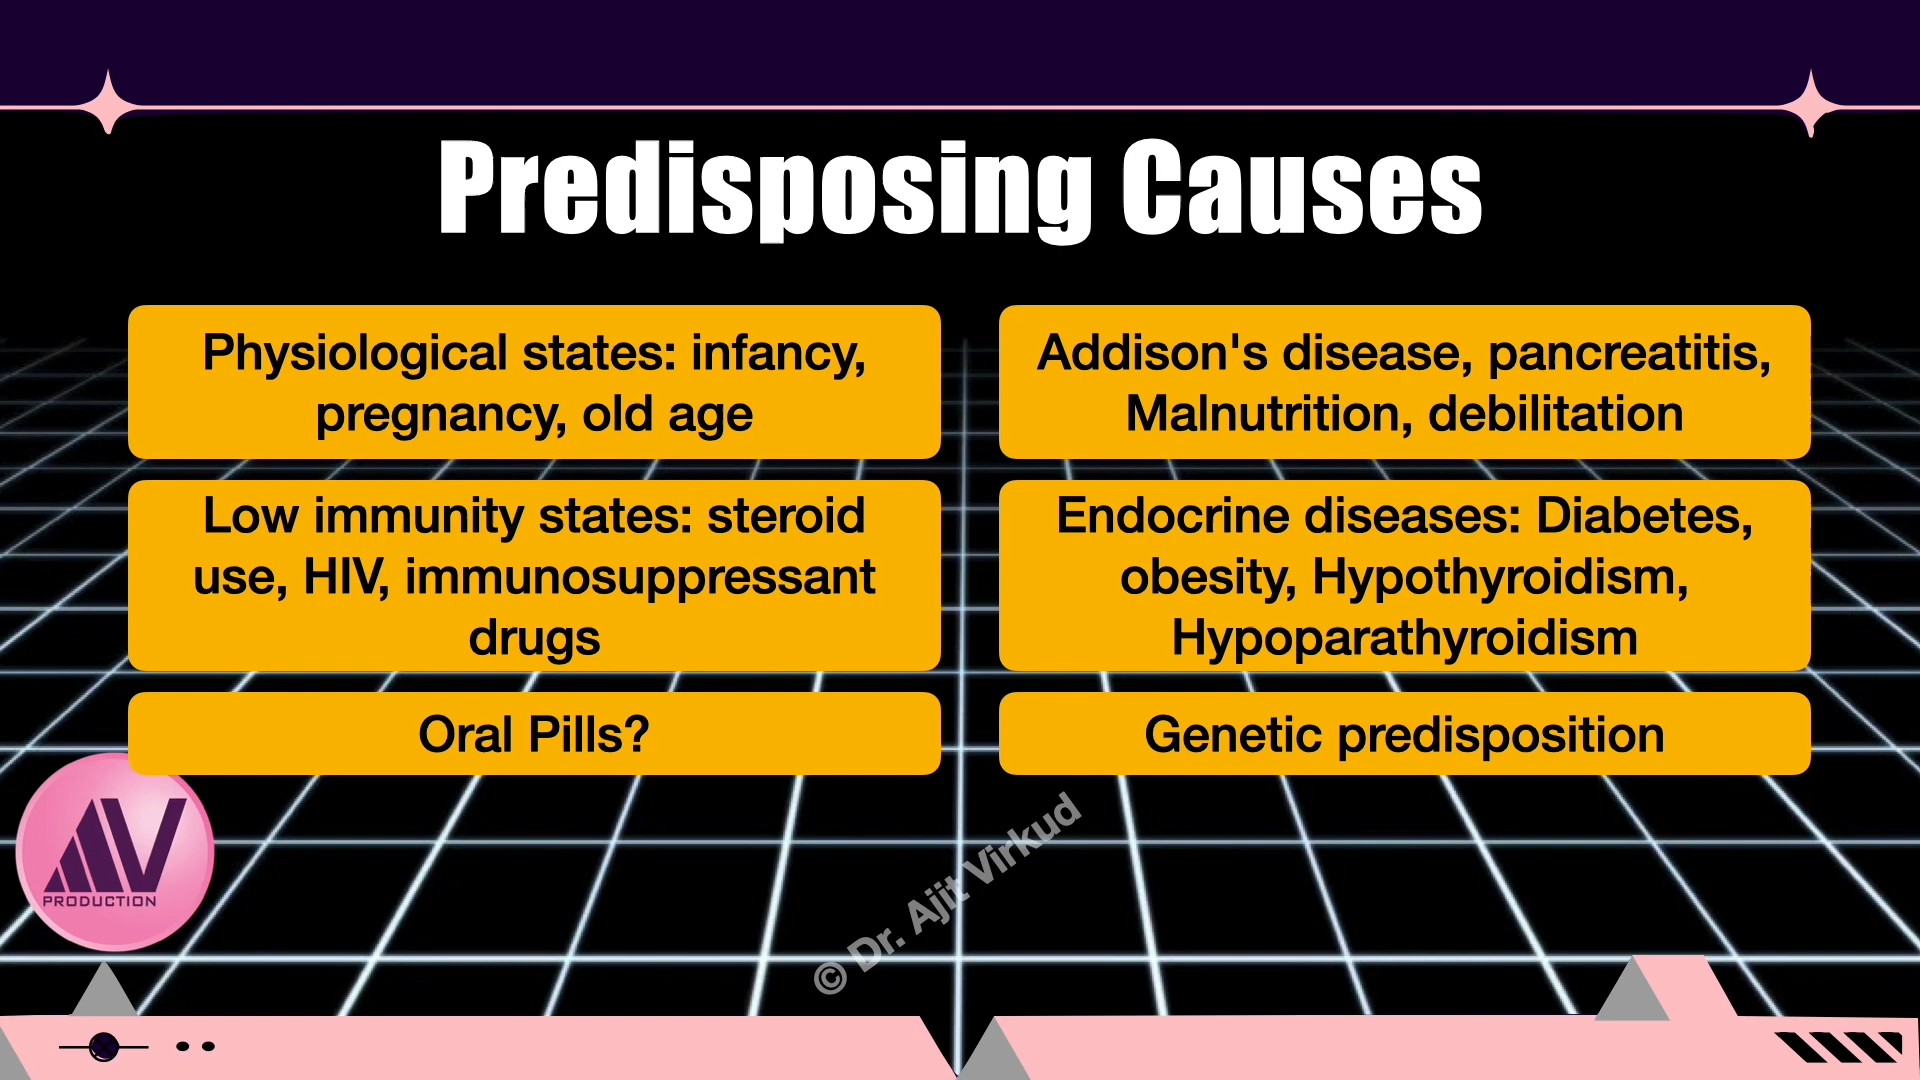 Predisposing Causes
Physiological states: infancy,
pregnancy, old age
Addison's disease, pancreatitis,
Malnutrition, debilitation
Low immunity states: steroid
use, HIV, immunosuppressant
drugs
Endocrine diseases: Diabetes,
obesity, Hypothyroidism,
Hypoparathyroidism
Oral Pills?
Genetic predisposition
AV
PRODUCTION
© Dr. Ajit Virkud